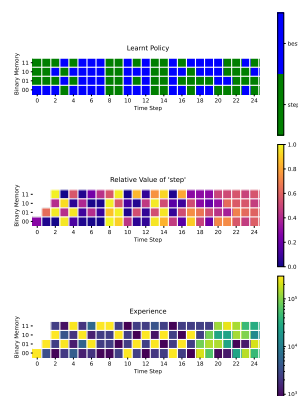 Learnt Policy
bes
step
Binary Memory
11
10
01
00
0 2 4 6 8 10 12 14 16 18 20 22 24
Time Step
Relative Value of 'step'
1.0
0.8
0.6
0.4
0.2
0.0
Binary Memory
11
10
01
00
0 2 4 6 8 10 12 14 16 18 20 22 24
Time Step
Experience
10⁵
10⁴
10³
Binary Memory
11
10
01
00
0 2 4 6 8 10 12 14 16 18 20 22 24
Time Step